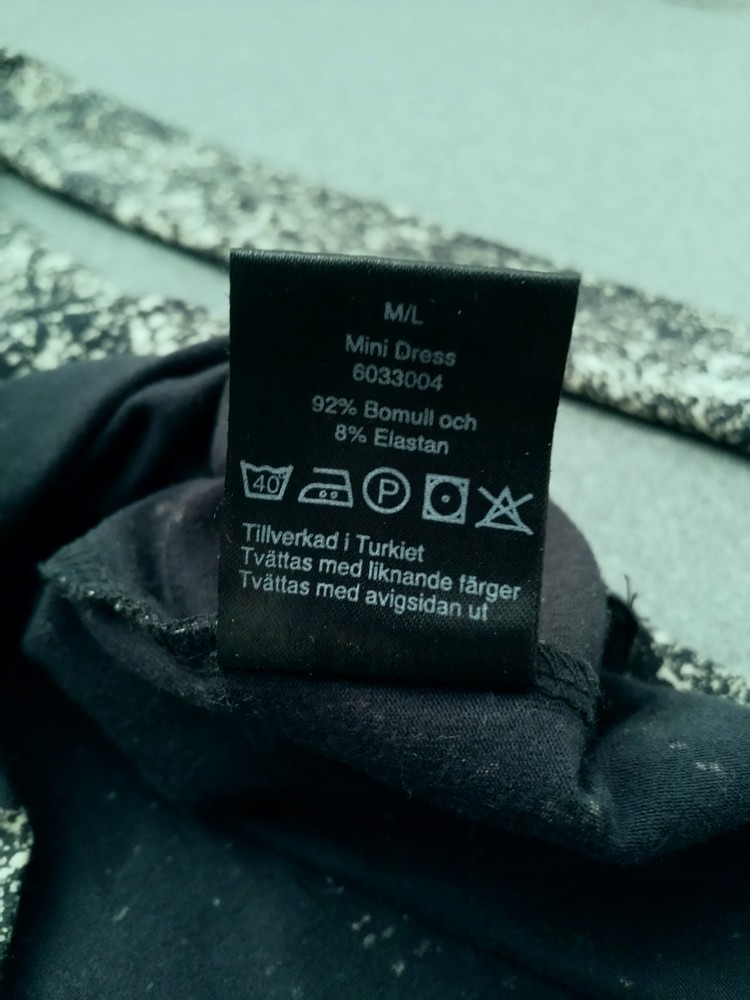 M/L
Mini Dress
6033004
92% Bomull och
8% Elastan
40° P
Tillverkad i Turkiet
Tvättas med liknande färger
Tvättas med avigsidan ut